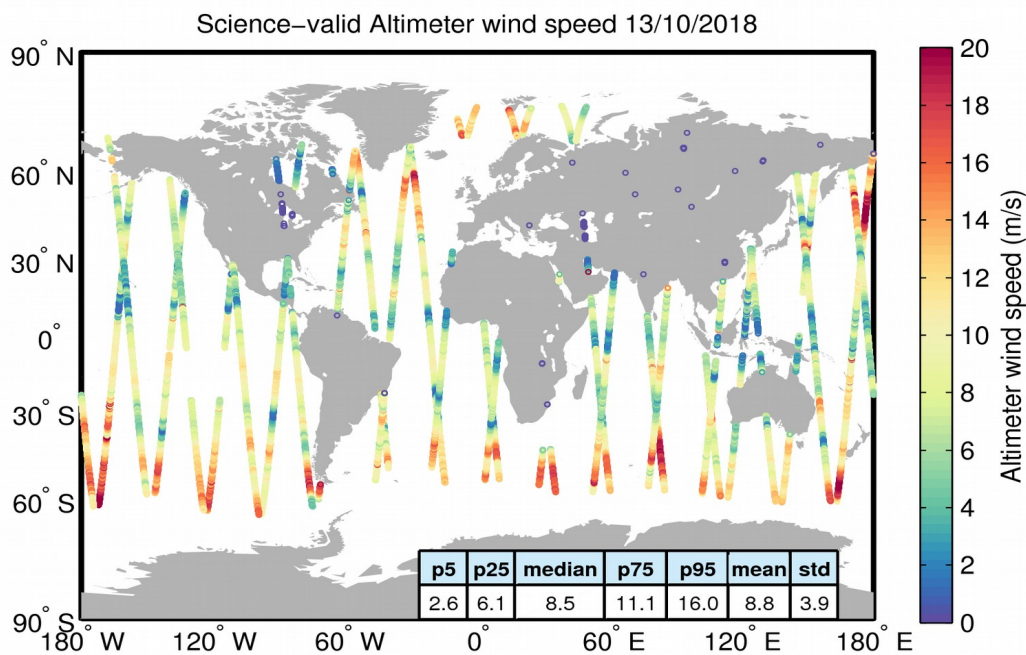 Science−valid Altimeter wind speed 13/10/2018
90° N
60° N
30° N
0°
30° S
60° S
90° S
180° W
120° W
60° W
0°
60° E
120° E
180° E
p5 p25 median p75 p95 mean std
2.6 6.1 8.5 11.1 16.0 8.8 3.9
20
18
16
14
12
10
8
6
4
2
0
Altimeter wind speed (m/s)